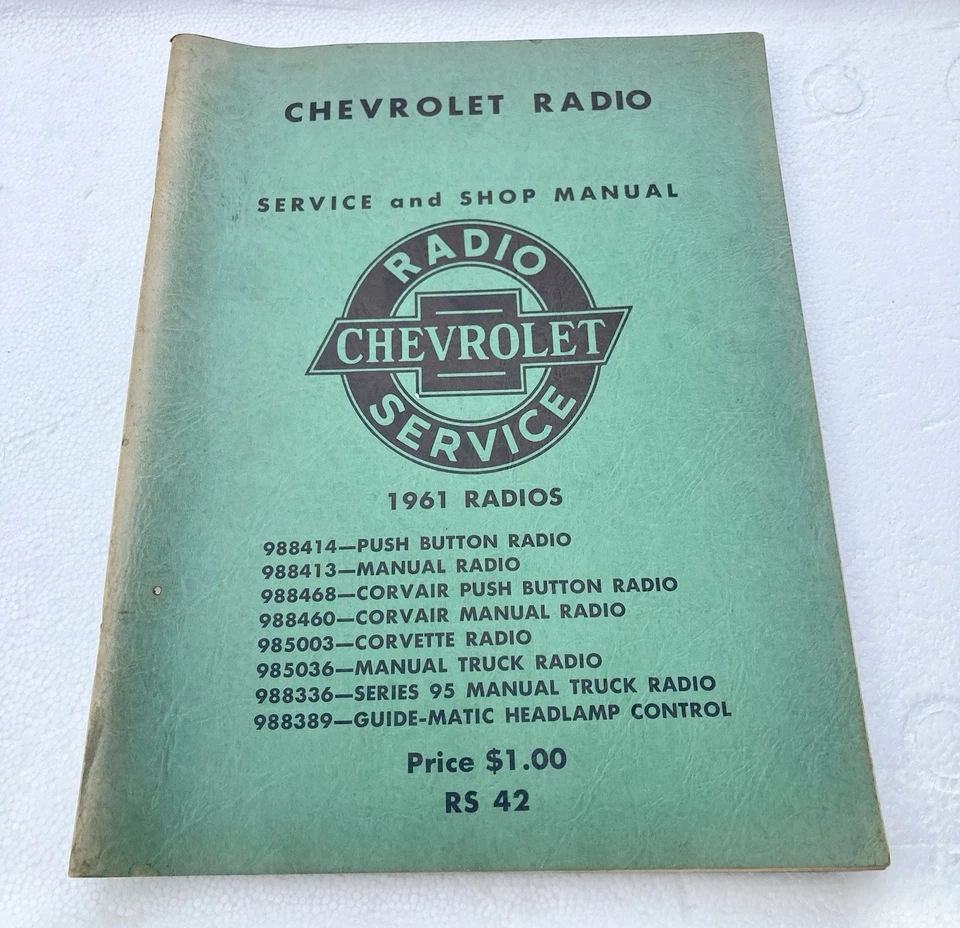 CHEVROLET RADIO
SERVICE and SHOP MANUAL
RADIO
CHEVROLET
SERVICE
1961 RADIOS
988414—PUSH BUTTON RADIO
988413—MANUAL RADIO
988468—CORVAIR PUSH BUTTON RADIO
988460—CORVAIR MANUAL RADIO
985003—CORVETTE RADIO
985036—MANUAL TRUCK RADIO
988336—SERIES 95 MANUAL TRUCK RADIO
988389—GUIDE-MATIC HEADLAMP CONTROL
Price $1.00
RS 42